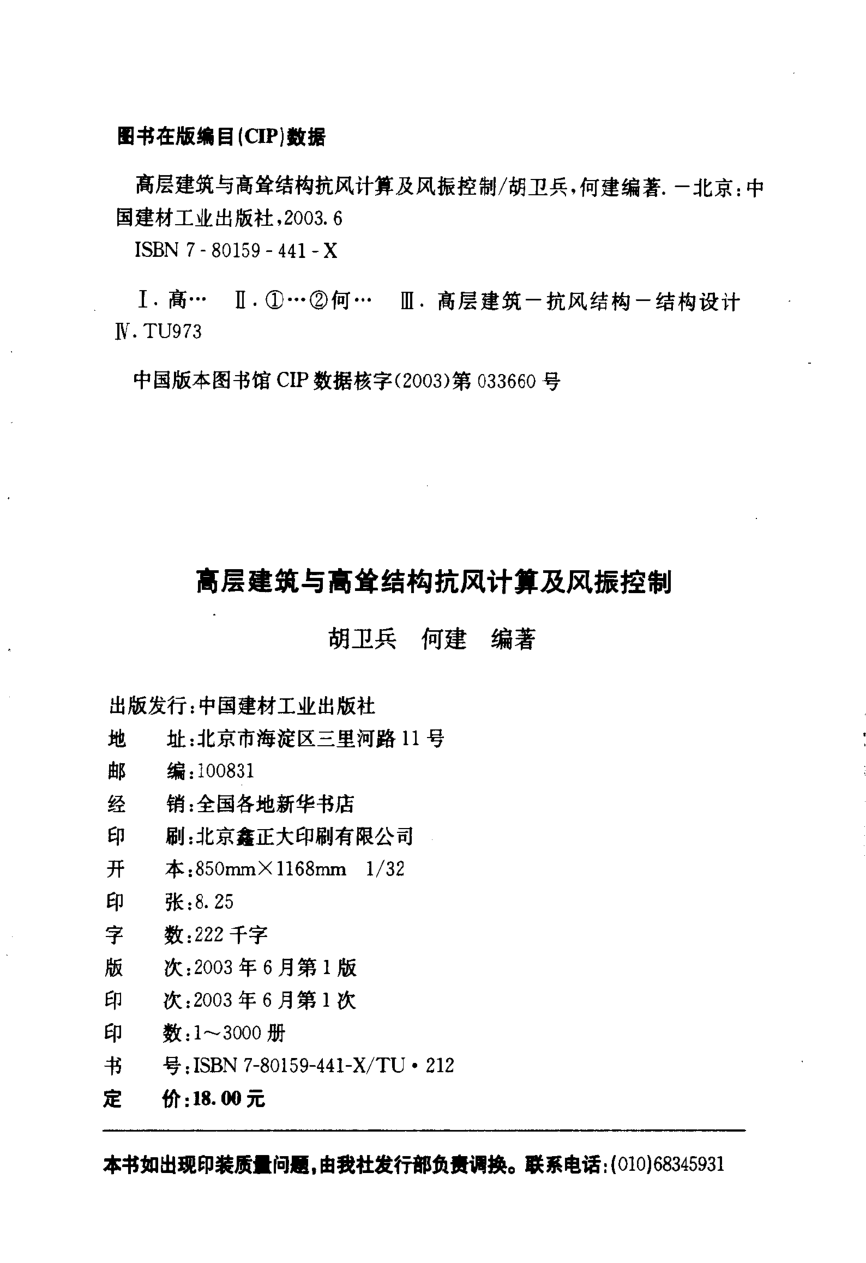 图书在版编目(CIP)数据
高层建筑与高耸结构抗风计算及风振控制/胡卫兵,何建编著.－北京:中
国建材工业出版社,2003.6
ISBN 7-80159-441-X
Ⅰ.高… Ⅱ.①…②何… Ⅲ.高层建筑－抗风结构－结构设计
Ⅳ.TU973
中国版本图书馆 CIP 数据核字(2003)第 033660 号
高层建筑与高耸结构抗风计算及风振控制
胡卫兵 何建 编著
出版发行:中国建材工业出版社
地 址:北京市海淀区三里河路 11 号
邮 编:100831
经 销:全国各地新华书店
印 刷:北京鑫正大印刷有限公司
开 本:850mm×1168mm 1/32
印 张:8.25
字 数:222 千字
版 次:2003 年 6 月第 1 版
印 次:2003 年 6 月第 1 次
印 数:1～3000 册
书 号:ISBN 7-80159-441-X/TU·212
定 价:18.00 元
本书如出现印装质量问题,由我社发行部负责调换。联系电话:(010)68345931